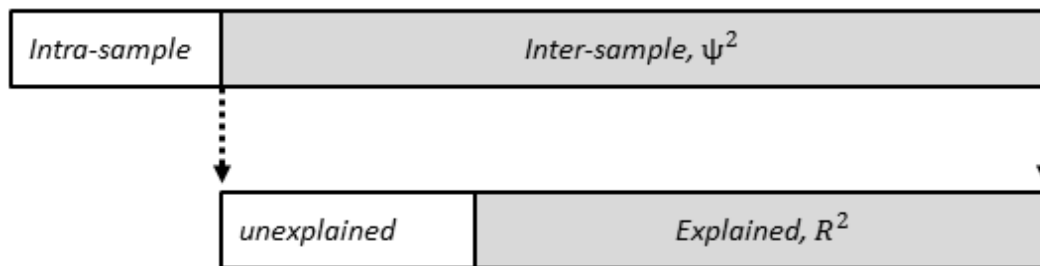 Intra-sample
Inter-sample, ψ²
unexplained
Explained, R²